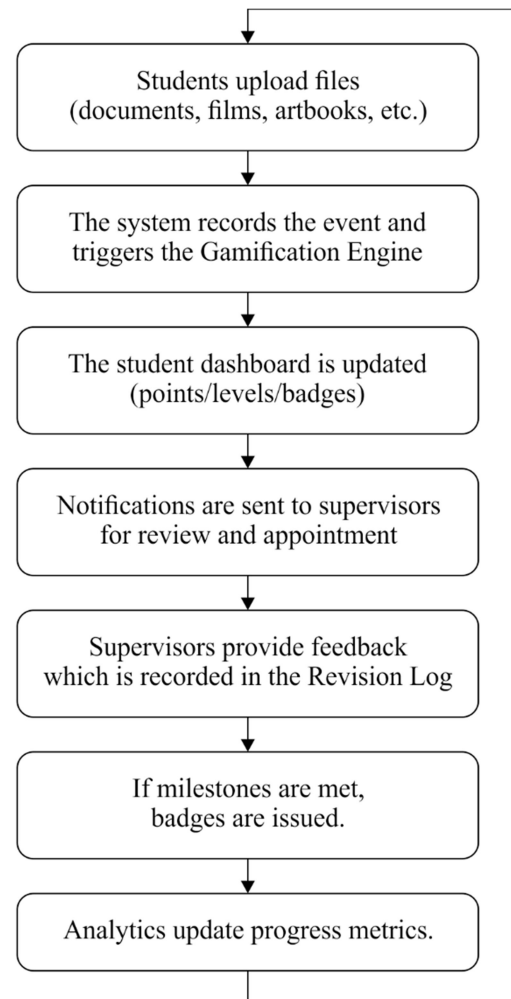 Students upload files
(documents, films, artbooks, etc.)
The system records the event and
triggers the Gamification Engine
The student dashboard is updated
(points/levels/badges)
Notifications are sent to supervisors
for review and appointment
Supervisors provide feedback
which is recorded in the Revision Log
If milestones are met,
badges are issued.
Analytics update progress metrics.